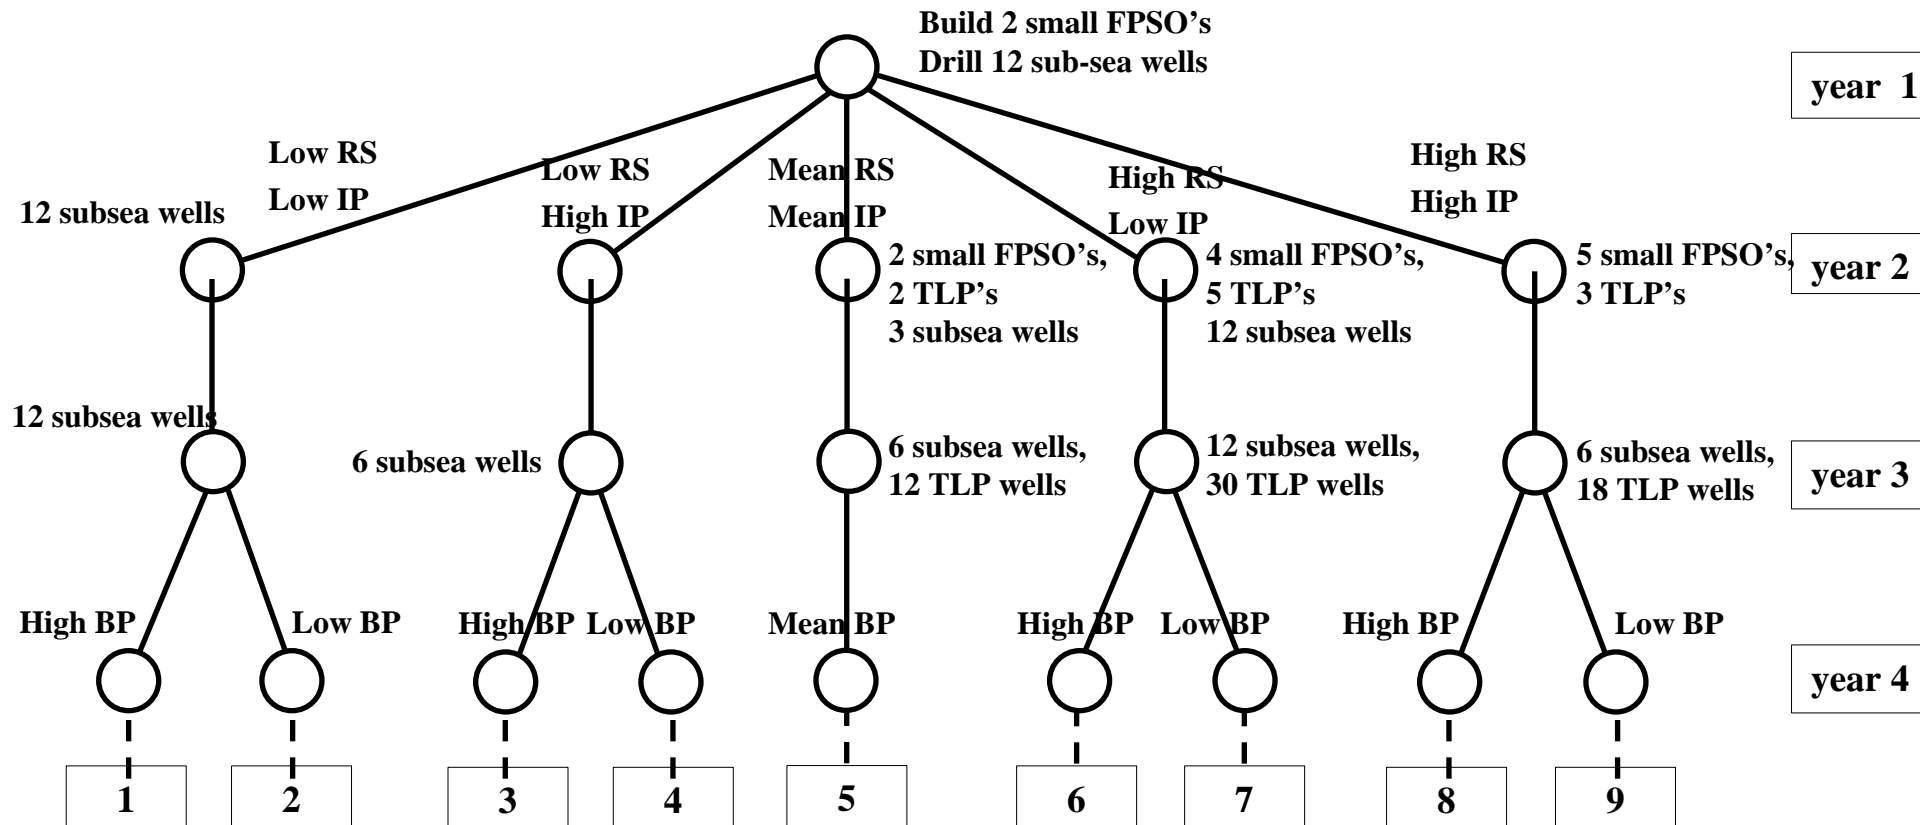 Build 2 small FPSO's
Drill 12 sub-sea wells
year 1
Low RS
Low IP
Low RS
High IP
Mean RS
Mean IP
High RS
Low IP
High RS
High IP
12 subsea wells
2 small FPSO's,
2 TLP's
3 subsea wells
4 small FPSO's,
5 TLP's
12 subsea wells
5 small FPSO's,
3 TLP's
year 2
12 subsea wells
6 subsea wells
6 subsea wells,
12 TLP wells
12 subsea wells,
30 TLP wells
6 subsea wells,
18 TLP wells
year 3
High BP
Low BP
High BP
Low BP
Mean BP
High BP
Low BP
High BP
Low BP
year 4
1
2
3
4
5
6
7
8
9